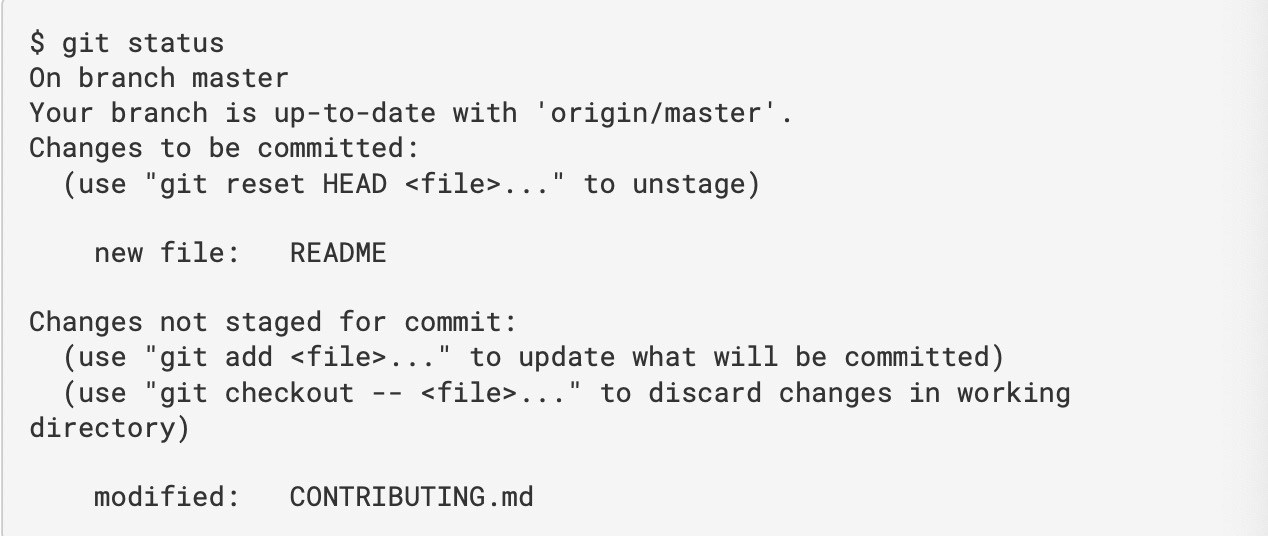 $ git status
On branch master
Your branch is up-to-date with 'origin/master'.
Changes to be committed:
  (use "git reset HEAD <file>..." to unstage)

    new file:   README

Changes not staged for commit:
  (use "git add <file>..." to update what will be committed)
  (use "git checkout -- <file>..." to discard changes in working
directory)

    modified:   CONTRIBUTING.md